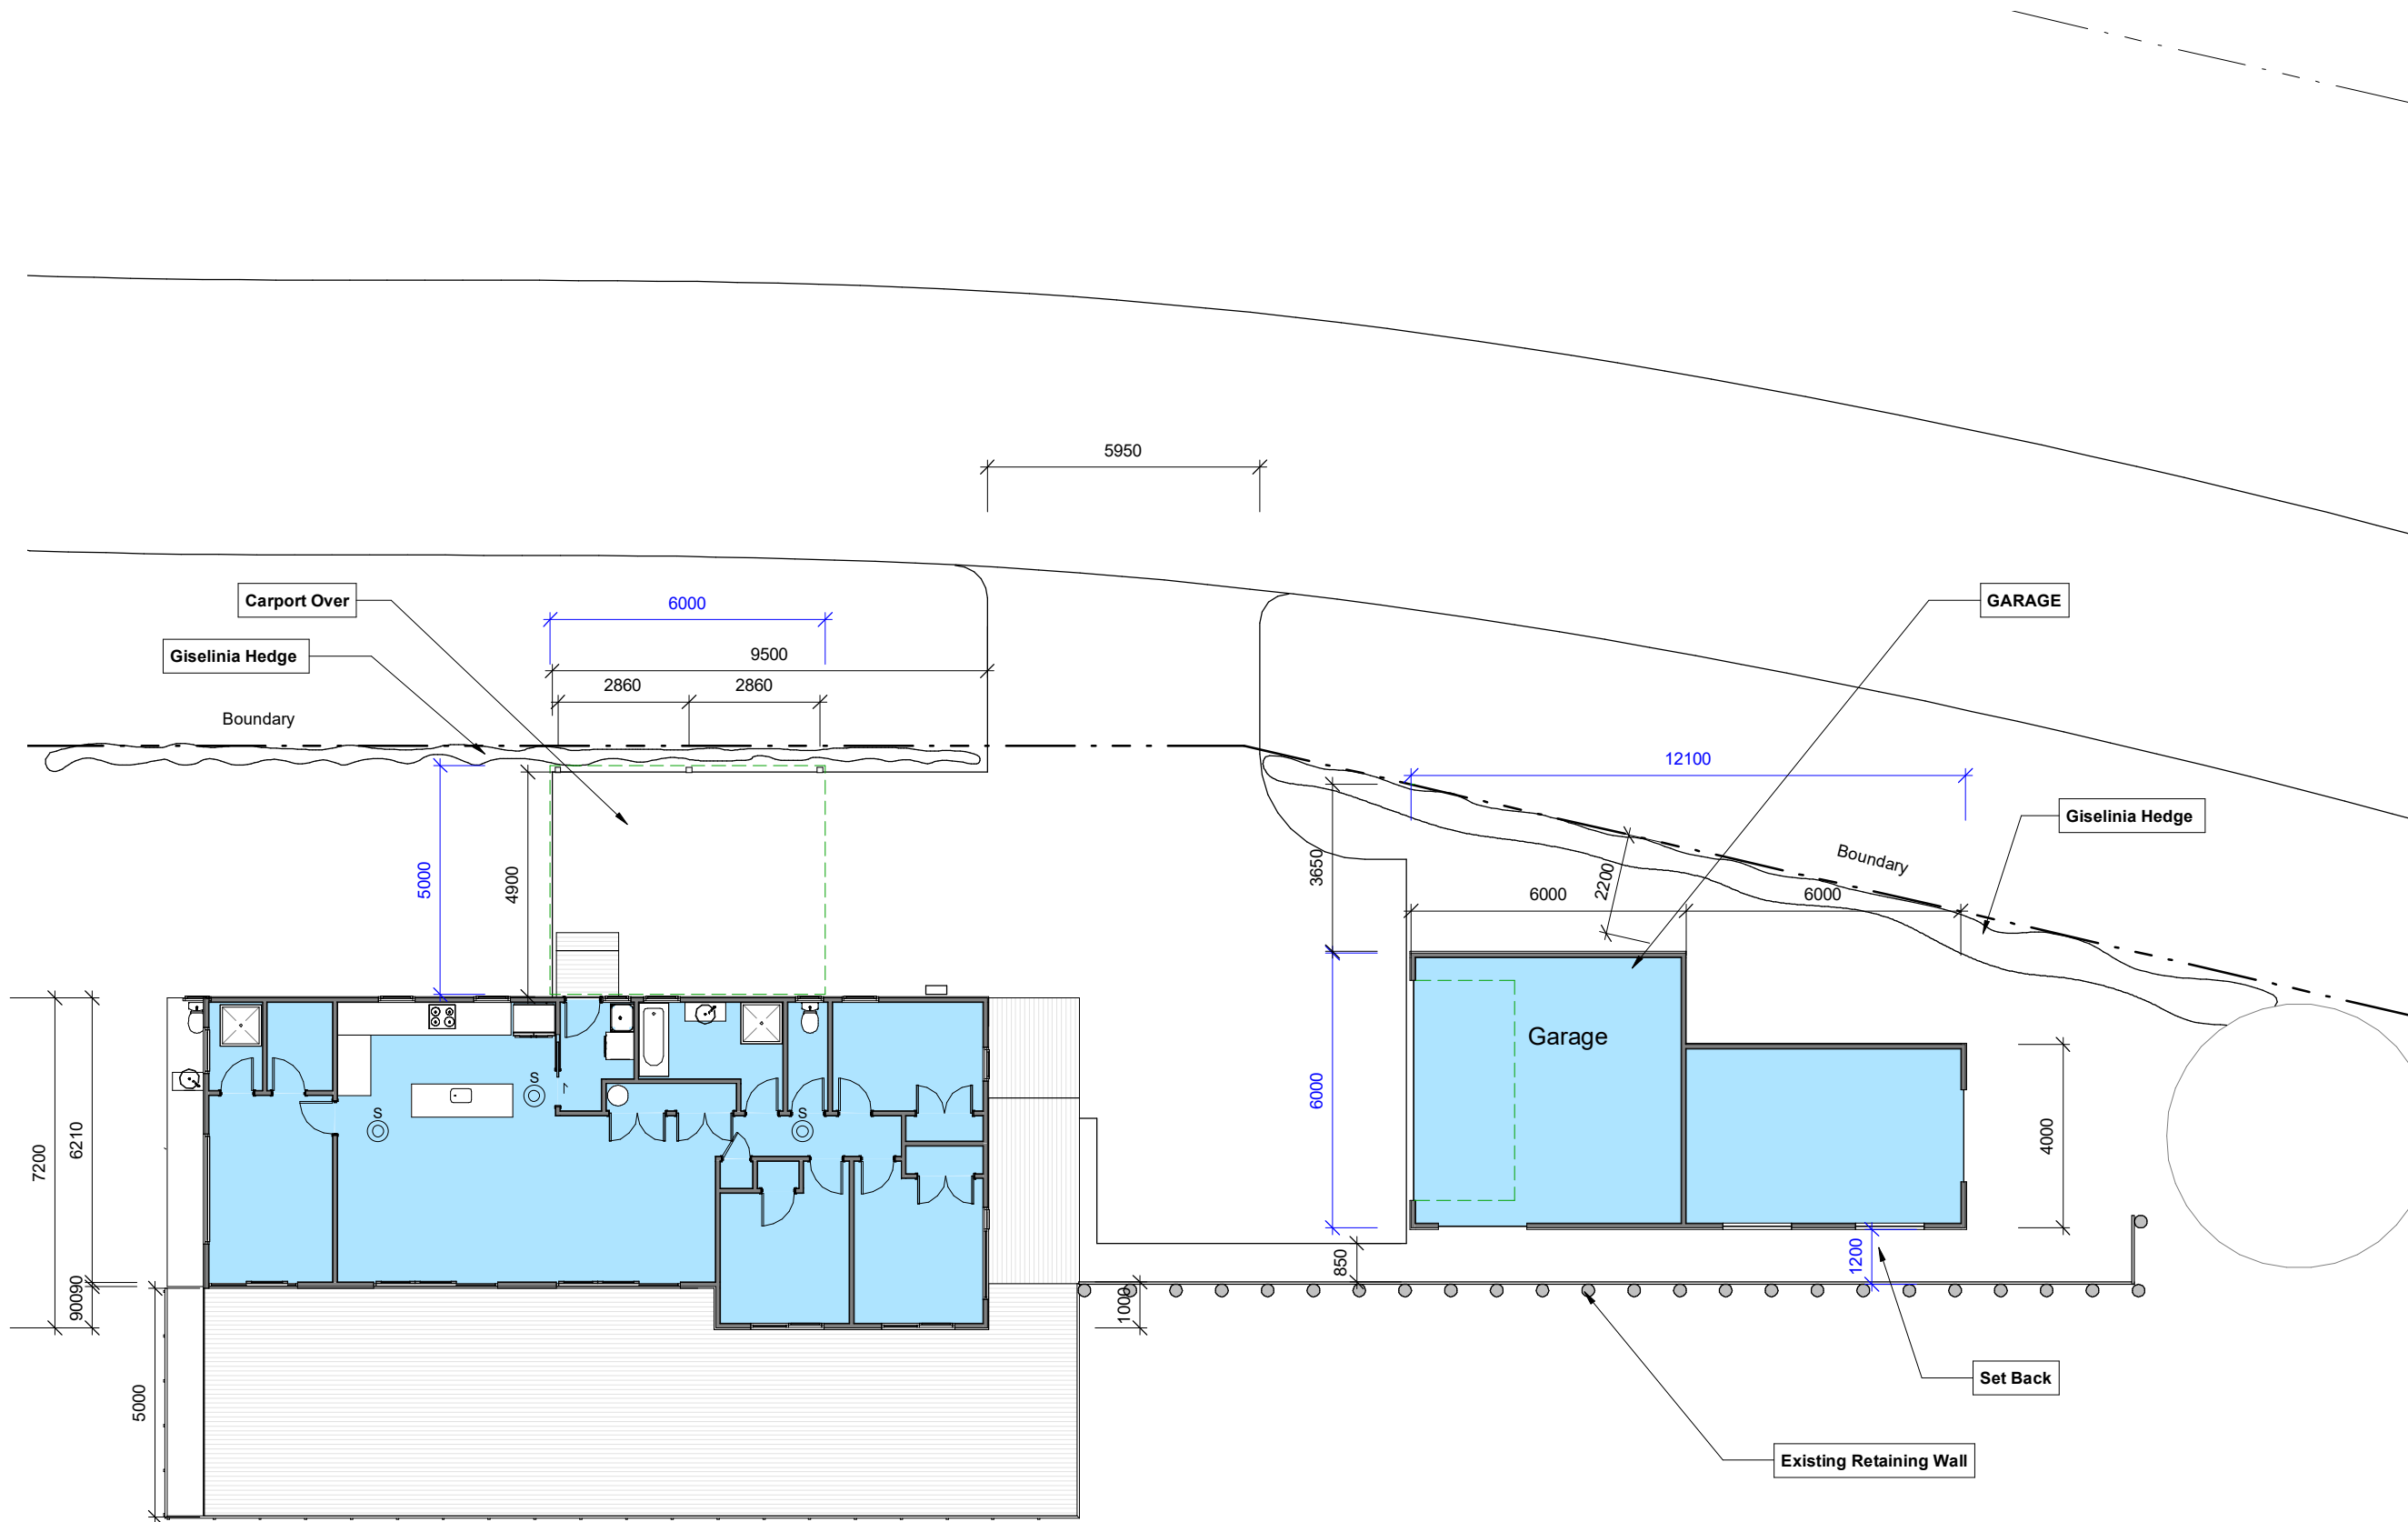 5950
Carport Over
6000
GARAGE
Giselinia Hedge
9500
2860
2860
Boundary
12100
Giselinia Hedge
5000
4900
3650
2200
Boundary
6000
6000
Garage
S
S
S
7200
6210
6000
4000
90090
850
1200
1000
5000
Set Back
Existing Retaining Wall